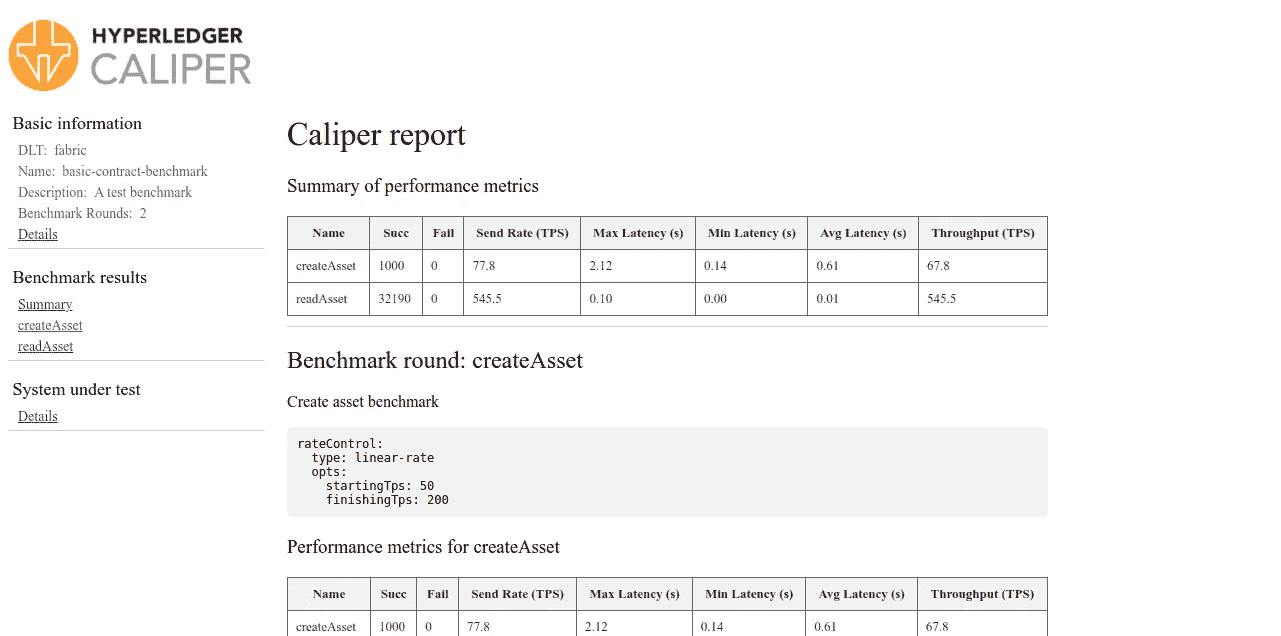 HYPERLEDGER
CALIPER
Basic information
DLT: fabric
Name: basic-contract-benchmark
Description: A test benchmark
Benchmark Rounds: 2
Details
Benchmark results
Summary
createAsset
readAsset
System under test
Details
Caliper report
Summary of performance metrics
Name Succ Fail Send Rate (TPS) Max Latency (s) Min Latency (s) Avg Latency (s) Throughput (TPS)
createAsset 1000 0 77.8 2.12 0.14 0.61 67.8
readAsset 32190 0 545.5 0.10 0.00 0.01 545.5
Benchmark round: createAsset
Create asset benchmark
rateControl:
type: linear-rate
opts:
startingTps: 50
finishingTps: 200
Performance metrics for createAsset
Name Succ Fail Send Rate (TPS) Max Latency (s) Min Latency (s) Avg Latency (s) Throughput (TPS)
createAsset 1000 0 77.8 2.12 0.14 0.61 67.8